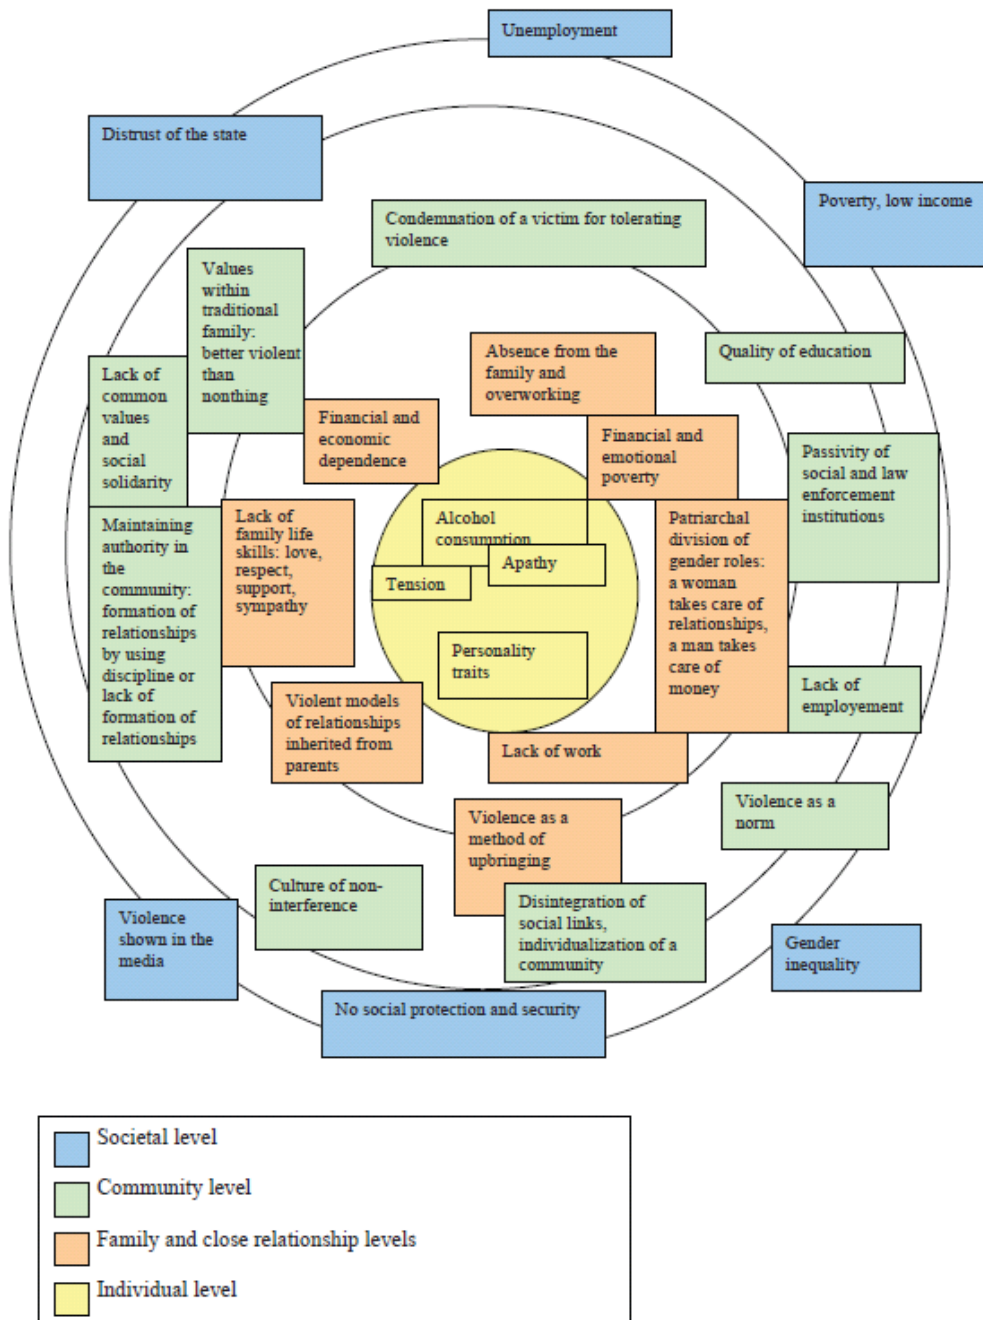 Unemployment
Distrust of the state
Poverty, low income
Condemnation of a victim for tolerating
violence
Values
within
traditional
family:
better violent
than
nonthing
Quality of education
Absence from the
family and
overworking
Lack of
common
values
and
social
solidarity
Financial and
economic
dependence
Financial and
emotional
poverty
Passivity of
social and law
enforcement
institutions
Maintaining
authority in
the
community:
formation of
relationships
by using
discipline or
lack of
formation of
relationships
Lack of
family life
skills: love,
respect,
support,
sympathy
Alcohol
consumption
Apathy
Tension
Personality
traits
Patriarchal
division of
gender roles:
a woman
takes care of
relationships,
a man takes
care of
money
Lack of
employement
Violent models
of relationships
inherited from
parents
Lack of work
Violence as a
norm
Violence as a
method of
upbringing
Culture of non-
interference
Disintegration of
social links,
individualization of a
community
Violence
shown in the
media
Gender
inequality
No social protection and security
Societal level
Community level
Family and close relationship levels
Individual level